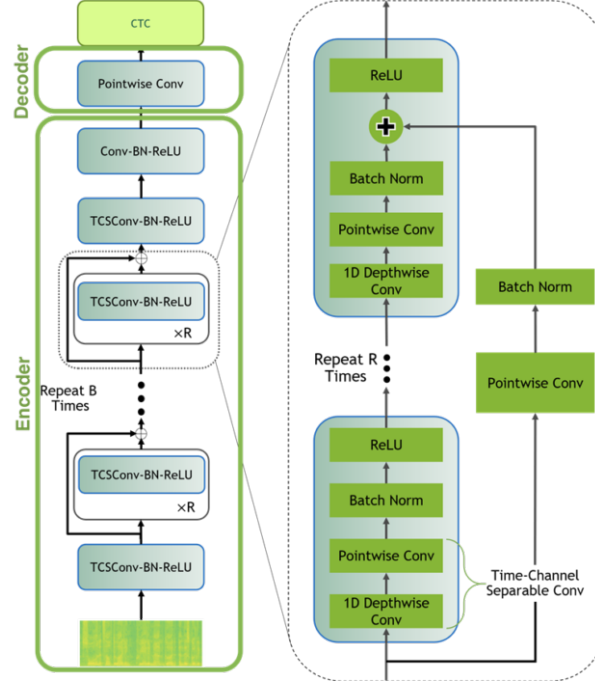 CTC
Decoder
Pointwise Conv
Encoder
Conv-BN-ReLU
TCSConv-BN-ReLU
TCSConv-BN-ReLU
×R
Repeat B
Times
TCSConv-BN-ReLU
×R
TCSConv-BN-ReLU
ReLU
+
Batch Norm
Pointwise Conv
1D Depthwise
Conv
Batch Norm
Pointwise Conv
Repeat R
Times
ReLU
Batch Norm
Pointwise Conv
1D Depthwise
Conv
Time-Channel
Separable Conv